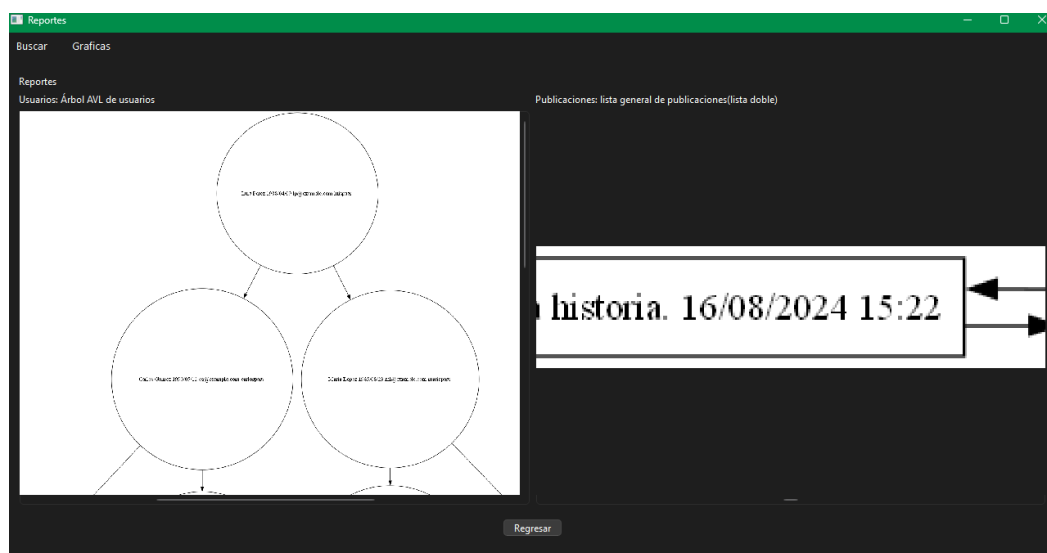 Reportes
Buscar Graficas
Reportes
Usuarios: Árbol AVL de usuarios
Publicaciones: lista general de publicaciones(lista doble)
historia. 16/08/2024 15:22
Regresar